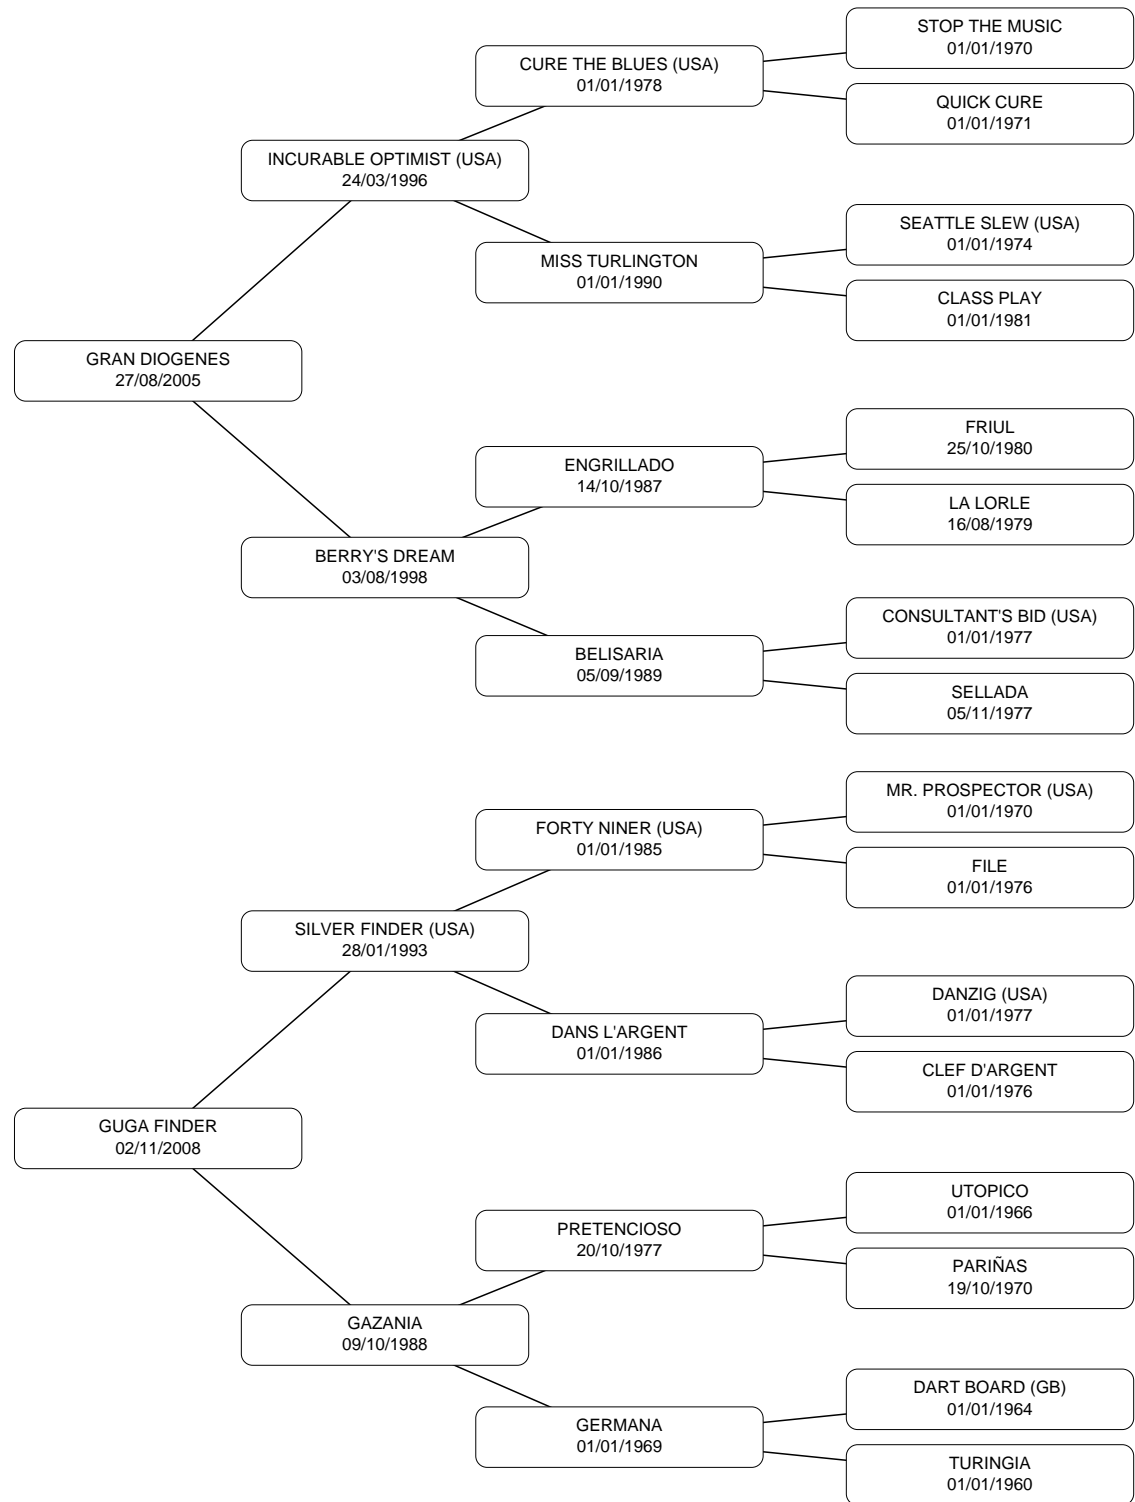 STOP THE MUSIC
01/01/1970
CURE THE BLUES (USA)
01/01/1978
QUICK CURE
01/01/1971
INCURABLE OPTIMIST (USA)
24/03/1996
SEATTLE SLEW (USA)
01/01/1974
MISS TURLINGTON
01/01/1990
CLASS PLAY
01/01/1981
GRAN DIOGENES
27/08/2005
FRIUL
25/10/1980
ENGRILLADO
14/10/1987
LA LORLE
16/08/1979
BERRY'S DREAM
03/08/1998
CONSULTANT'S BID (USA)
01/01/1977
BELISARIA
05/09/1989
SELLADA
05/11/1977
MR. PROSPECTOR (USA)
01/01/1970
FORTY NINER (USA)
01/01/1985
FILE
01/01/1976
SILVER FINDER (USA)
28/01/1993
DANZIG (USA)
01/01/1977
DANS L'ARGENT
01/01/1986
CLEF D'ARGENT
01/01/1976
GUGA FINDER
02/11/2008
UTOPICO
01/01/1966
PRETENCIOSO
20/10/1977
PARIÑAS
19/10/1970
GAZANIA
09/10/1988
DART BOARD (GB)
01/01/1964
GERMANA
01/01/1969
TURINGIA
01/01/1960